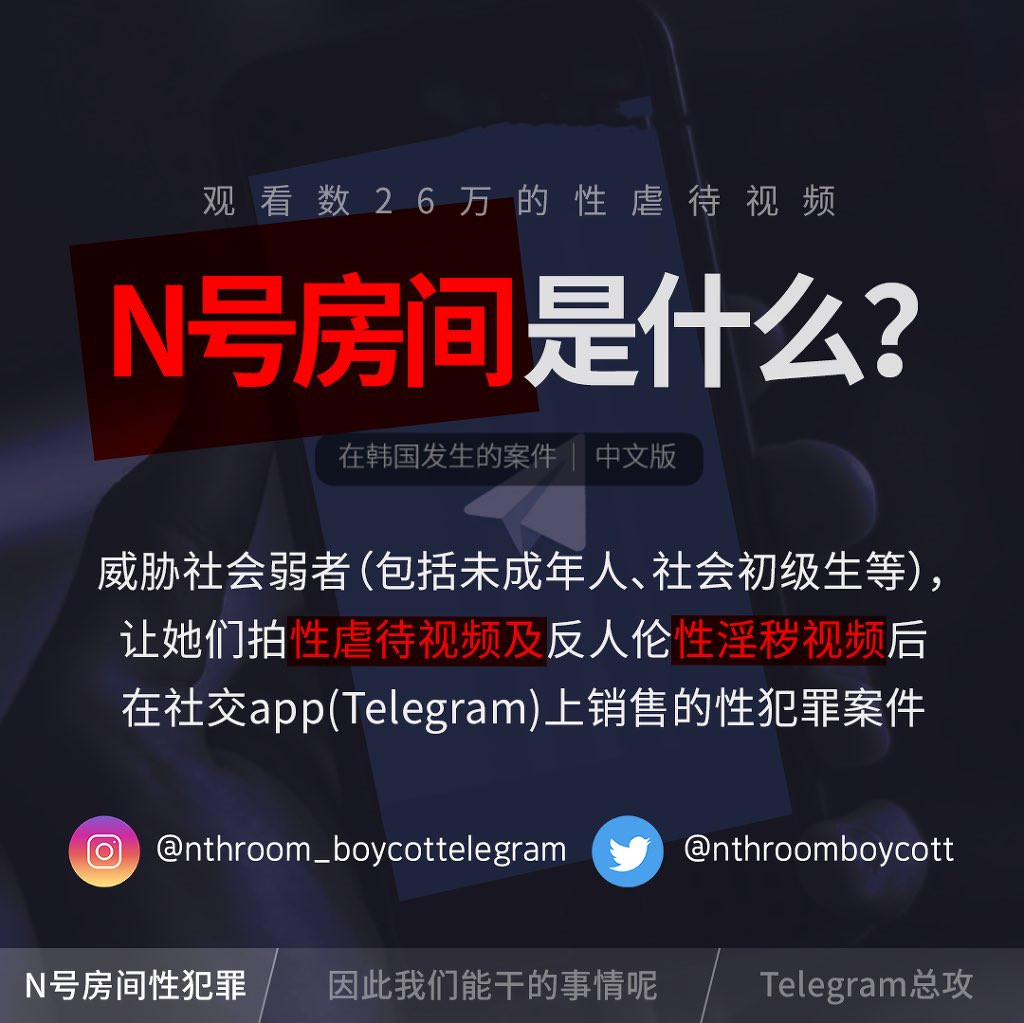 观看数26万的性虐待视频
N号房间是什么?
在韩国发生的案件 | 中文版
威胁社会弱者(包括未成年人、社会初级生等),
让她们拍性虐待视频及反人伦性淫秽视频后
在社交app(Telegram)上销售的性犯罪案件
@nthroom_boycottelegram @nthroomboycott
N号房间性犯罪 因此我们能干的事情呢 Telegram总攻